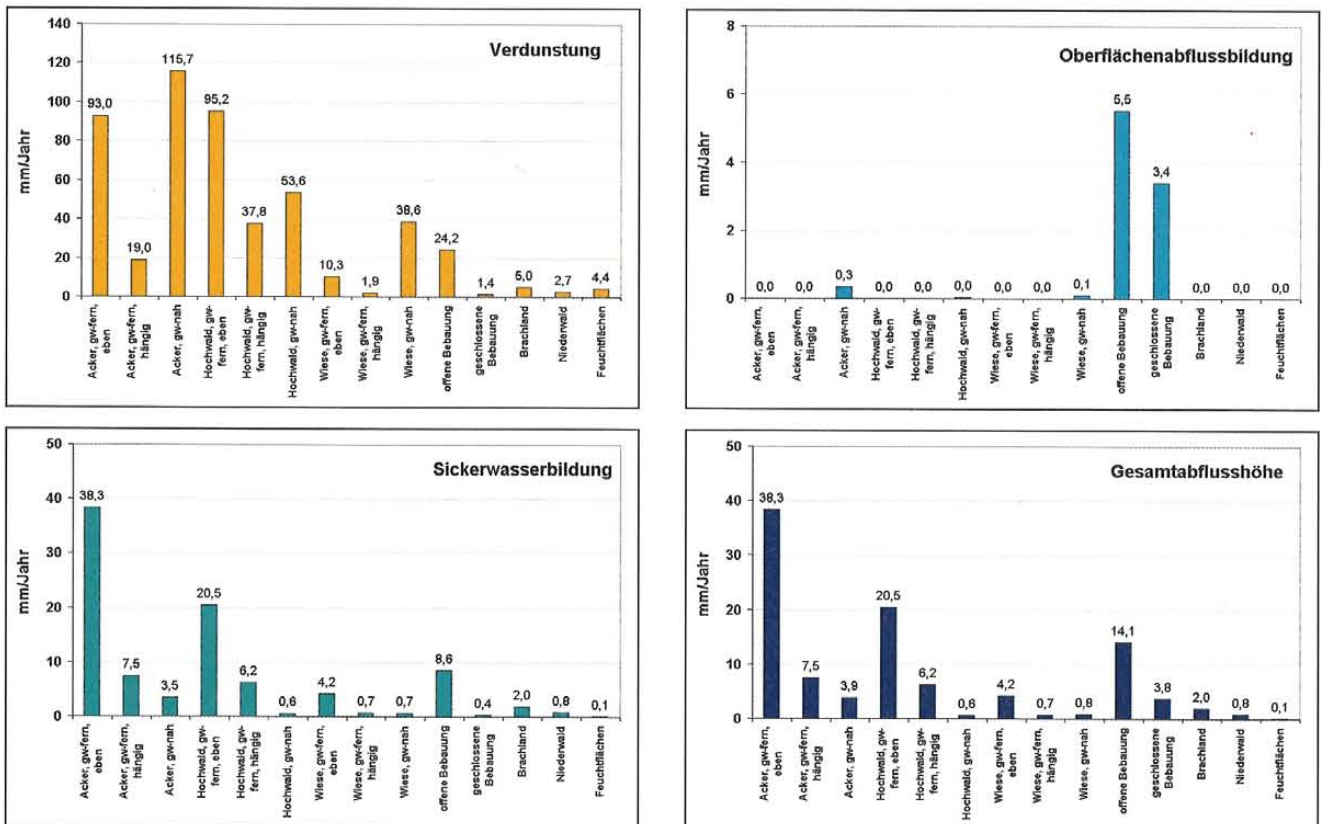 Verdunstung
mm/Jahr
140
120
100
80
60
40
20
0
93,0
19,0
115,7
95,2
37,8
53,6
10,3
1,9
38,6
24,2
1,4
5,0
2,7
4,4
Acker, gw-fern,
eben
Acker, gw-fern,
hängig
Acker, gw-nah
Hochwald, gw-
fern, eben
Hochwald, gw-
fern, hängig
Hochwald, gw-nah
Wiese, gw-fern,
eben
Wiese, gw-fern,
hängig
Wiese, gw-nah
offene Bebauung
geschlossene
Bebauung
Brachland
Niederwald
Feuchtflächen
Oberflächenabflussbildung
mm/Jahr
8
6
4
2
0
0,0
0,0
0,3
0,0
0,0
0,0
0,0
0,0
0,1
5,5
3,4
0,0
0,0
0,0
Acker, gw-fern,
eben
Acker, gw-fern,
hängig
Acker, gw-nah
Hochwald, gw-
fern, eben
Hochwald, gw-
fern, hängig
Hochwald, gw-nah
Wiese, gw-fern,
eben
Wiese, gw-fern,
hängig
Wiese, gw-nah
offene Bebauung
geschlossene
Bebauung
Brachland
Niederwald
Feuchtflächen
Sickerwasserbildung
mm/Jahr
50
40
30
20
10
0
38,3
7,5
3,5
20,5
6,2
0,6
4,2
0,7
0,7
8,6
0,4
2,0
0,8
0,1
Acker, gw-fern,
eben
Acker, gw-fern,
hängig
Acker, gw-nah
Hochwald, gw-
fern, eben
Hochwald, gw-
fern, hängig
Hochwald, gw-nah
Wiese, gw-fern,
eben
Wiese, gw-fern,
hängig
Wiese, gw-nah
offene Bebauung
geschlossene
Bebauung
Brachland
Niederwald
Feuchtflächen
Gesamtabflusshöhe
mm/Jahr
50
40
30
20
10
0
38,3
7,5
3,9
20,5
6,2
0,6
4,2
0,7
0,8
14,1
3,8
2,0
0,8
0,1
Acker, gw-fern,
eben
Acker, gw-fern,
hängig
Acker, gw-nah
Hochwald, gw-
fern, eben
Hochwald, gw-
fern, hängig
Hochwald, gw-nah
Wiese, gw-fern,
eben
Wiese, gw-fern,
hängig
Wiese, gw-nah
offene Bebauung
geschlossene
Bebauung
Brachland
Niederwald
Feuchtflächen